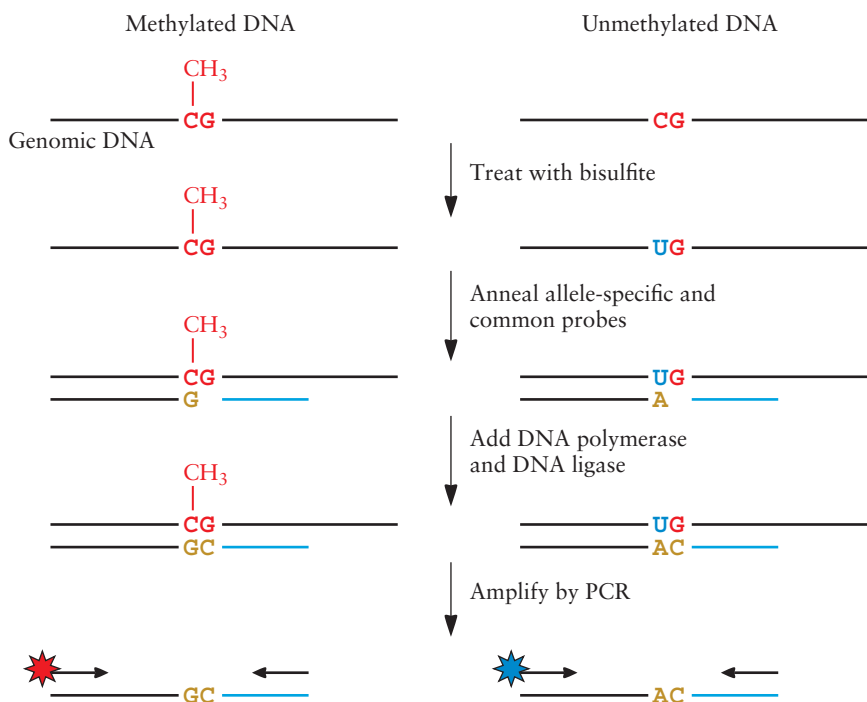 Methylated DNA
Unmethylated DNA
CH3
CG
CG
Genomic DNA
Treat with bisulfite
CH3
CG
UG
Anneal allele-specific and
common probes
CH3
CG
UG
G
A
Add DNA polymerase
and DNA ligase
CH3
CG
UG
GC
AC
Amplify by PCR
GC
AC